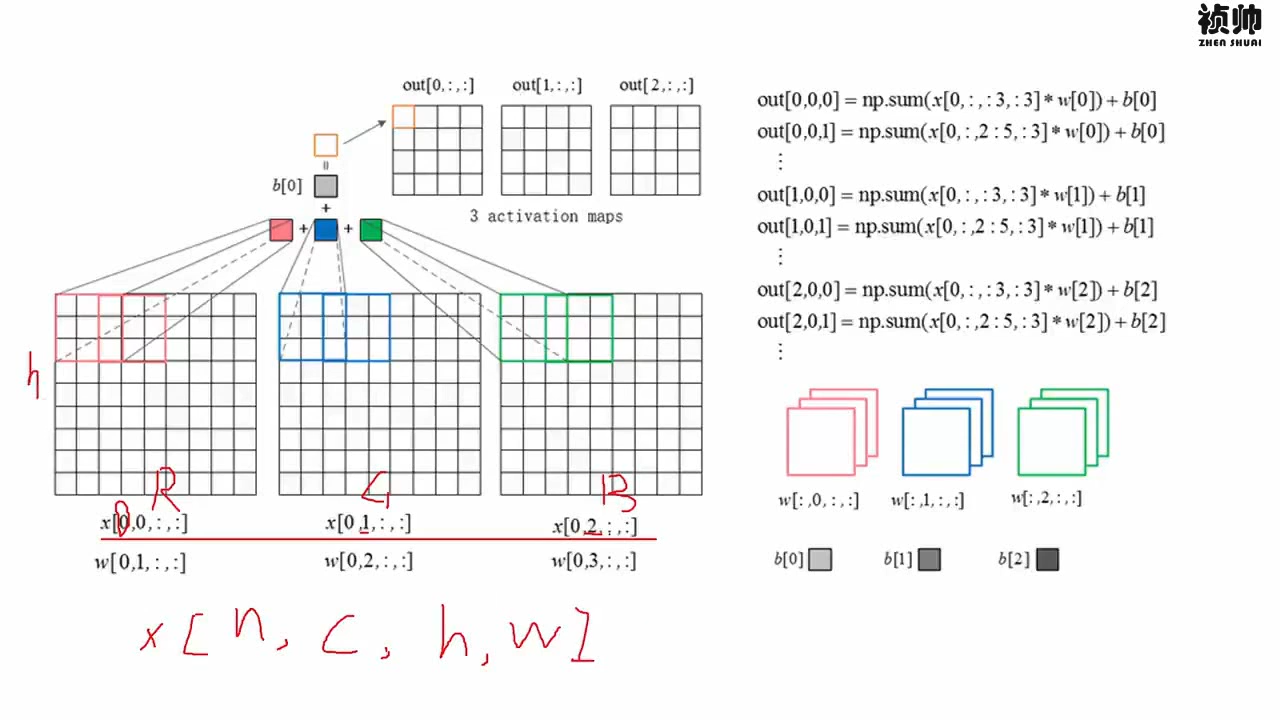 祯帅
ZHEN SHUAI
out[0,:,:] out[1,:,:] out[2,:,:]
=
b[0]
+
+ +
3 activation maps
h
R G B
x[0,0,:,:] x[0,1,:,:] x[0,2,:,:]
w[0,1,:,:] w[0,2,:,:] w[0,3,:,:]
x[n, c, h, w]
out[0,0,0] = np.sum(x[0,:,:3,:3]*w[0])+b[0]
out[0,0,1] = np.sum(x[0,:,2:5,:3]*w[0])+b[0]
⋮
out[1,0,0] = np.sum(x[0,:,:3,:3]*w[1])+b[1]
out[1,0,1] = np.sum(x[0,:,2:5,:3]*w[1])+b[1]
⋮
out[2,0,0] = np.sum(x[0,:,:3,:3]*w[2])+b[2]
out[2,0,1] = np.sum(x[0,:,2:5,:3]*w[2])+b[2]
⋮
w[:,0,:,:] w[:,1,:,:] w[:,2,:,:]
b[0] b[1] b[2]